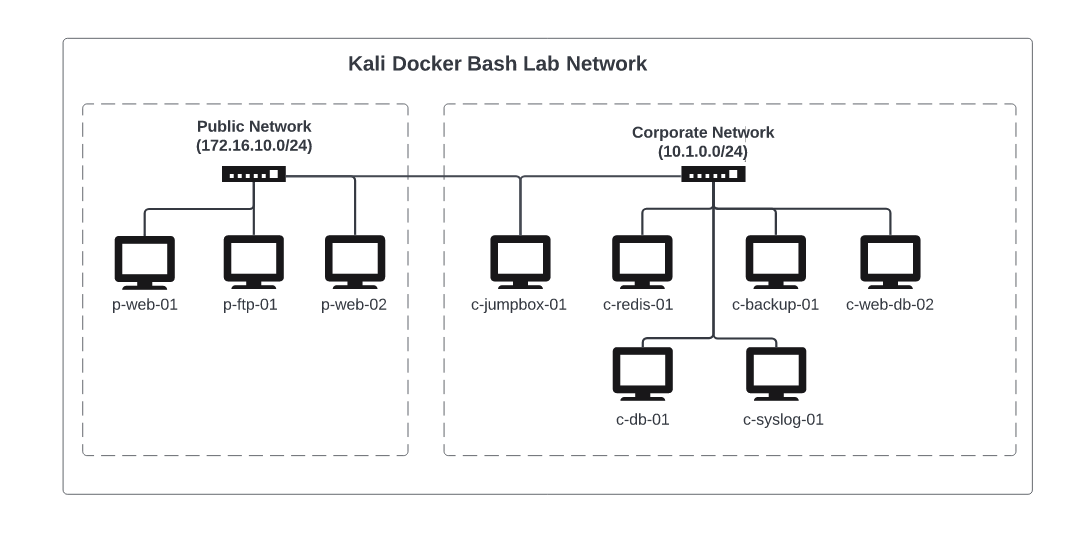 Kali Docker Bash Lab Network
Public Network
(172.16.10.0/24)
Corporate Network
(10.1.0.0/24)
p-web-01
p-ftp-01
p-web-02
c-jumpbox-01
c-redis-01
c-backup-01
c-web-db-02
c-db-01
c-syslog-01